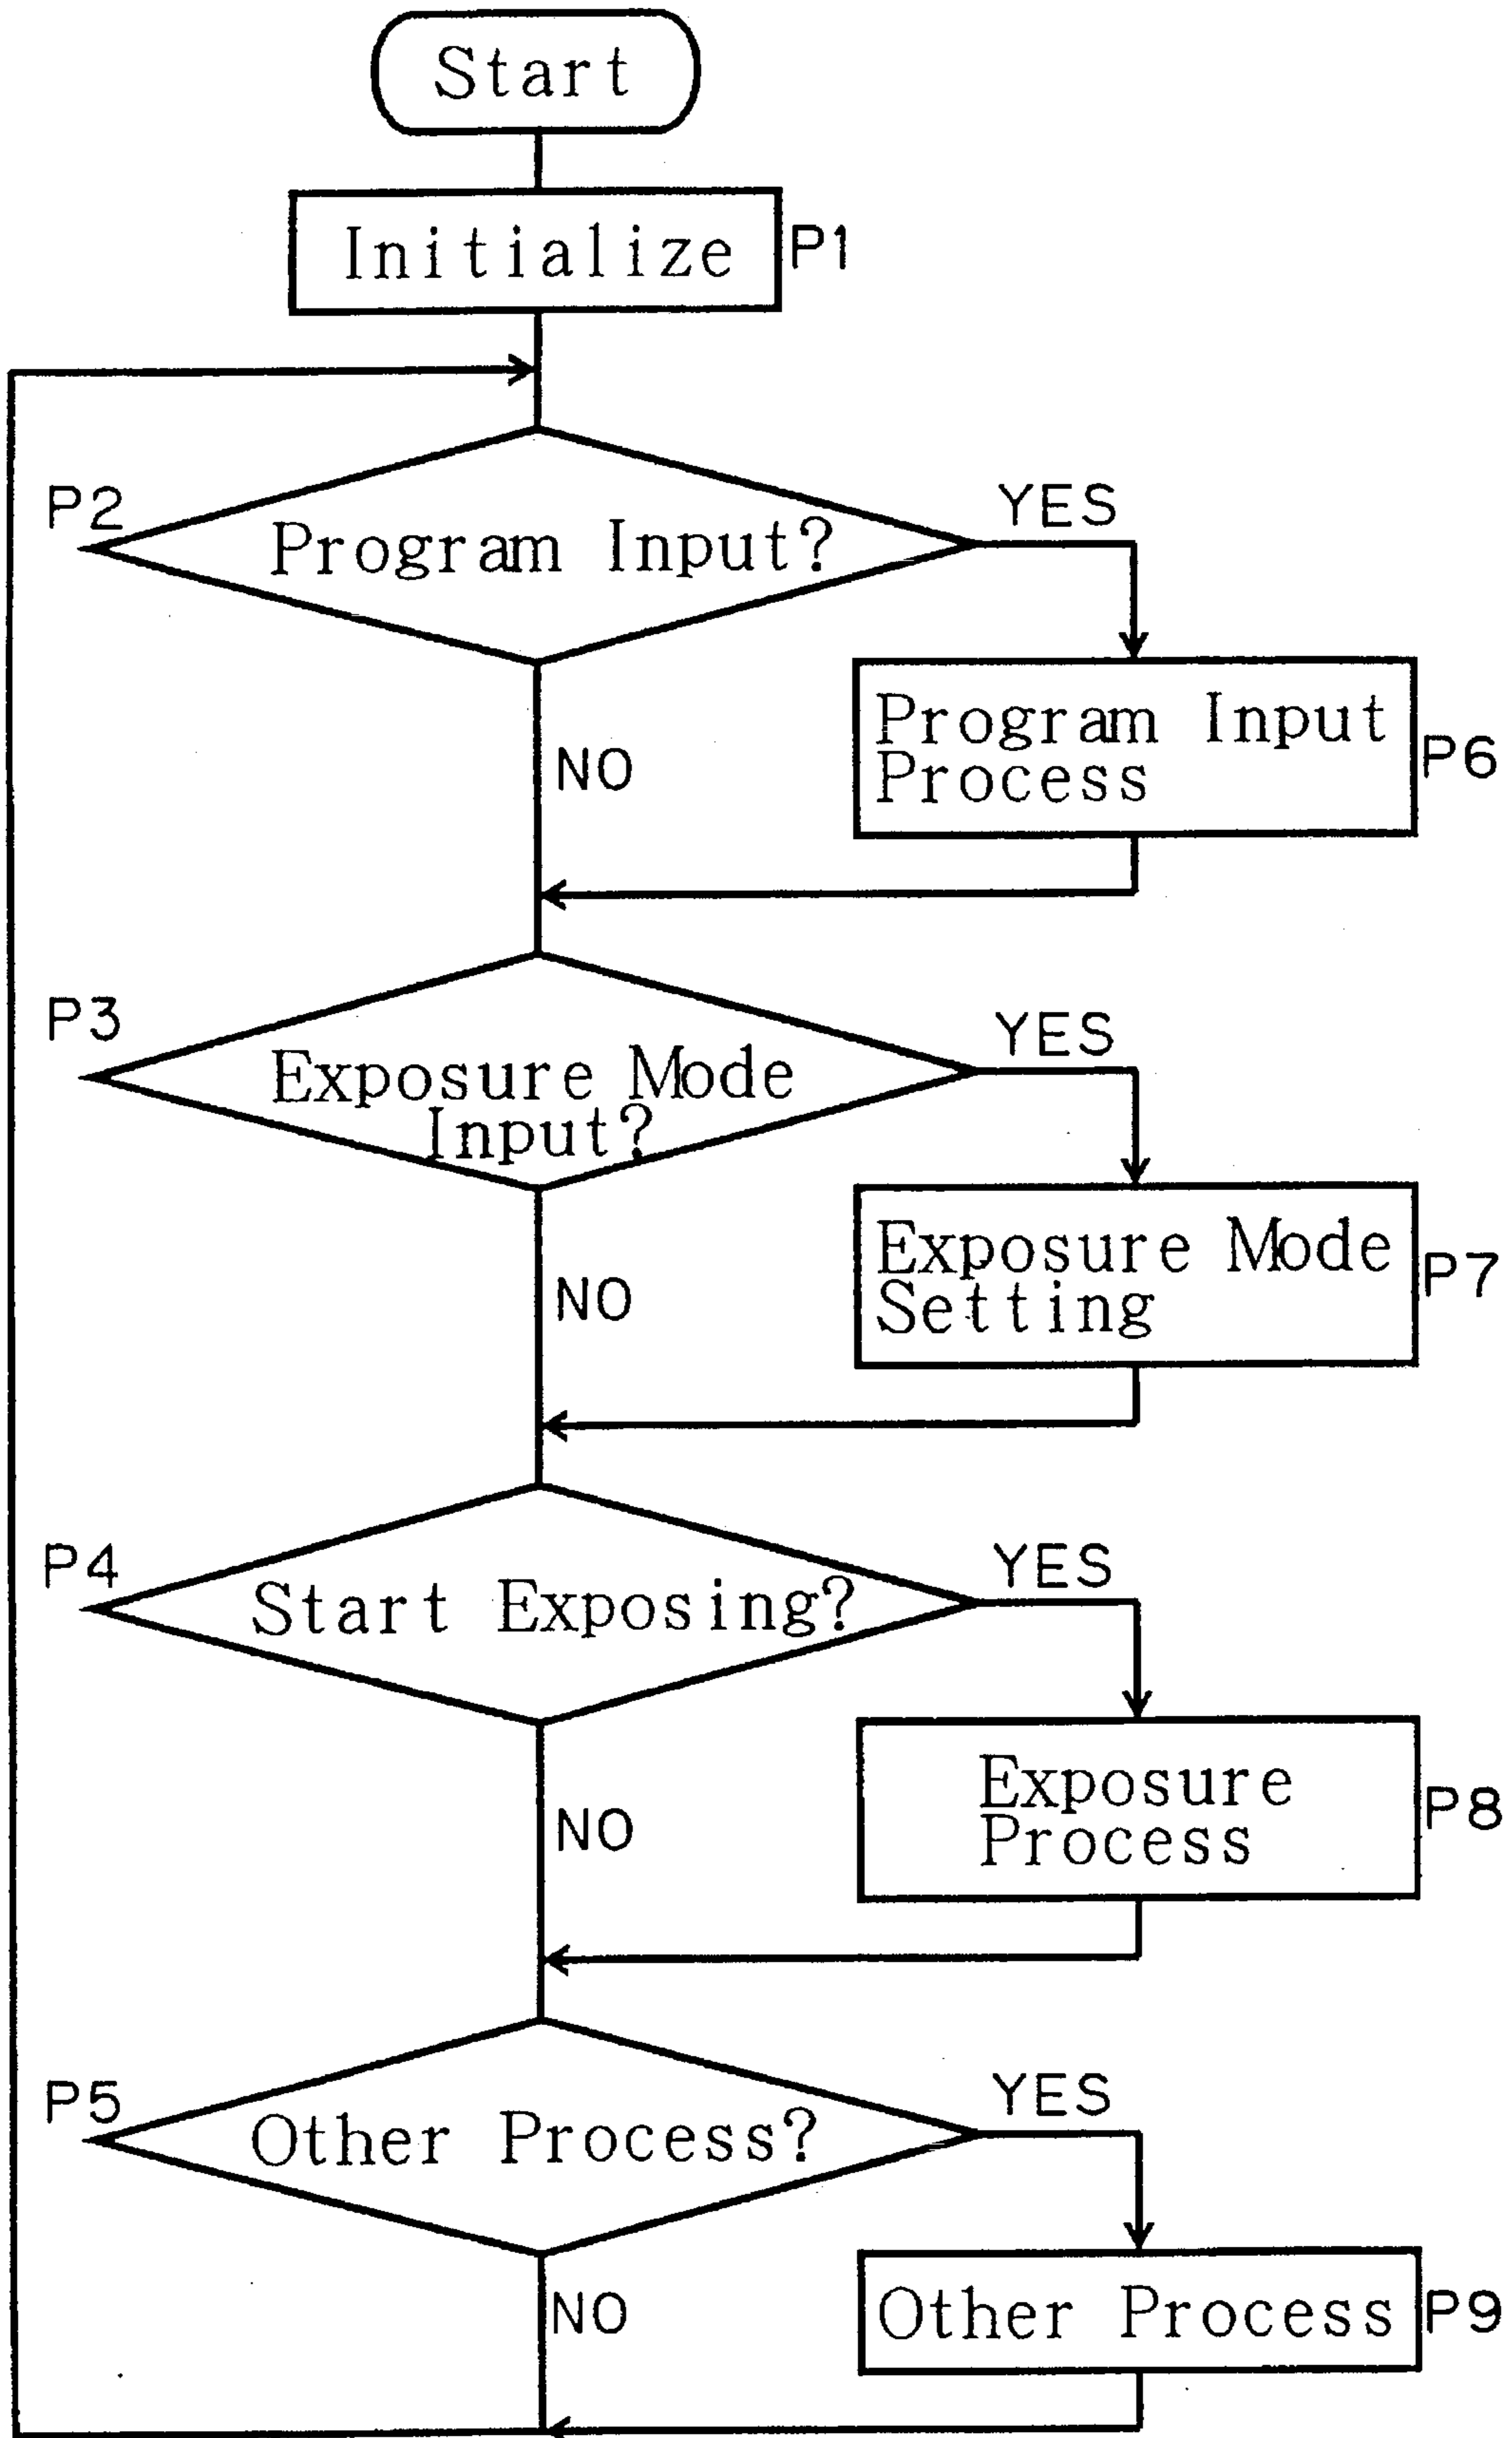 Start
Initialize
P1
P2
Program Input?
YES
NO
Program Input
Process
P6
P3
Exposure Mode
Input?
YES
NO
Exposure Mode
Setting
P7
P4
Start Exposing?
YES
NO
Exposure
Process
P8
P5
Other Process?
YES
NO
Other Process
P9